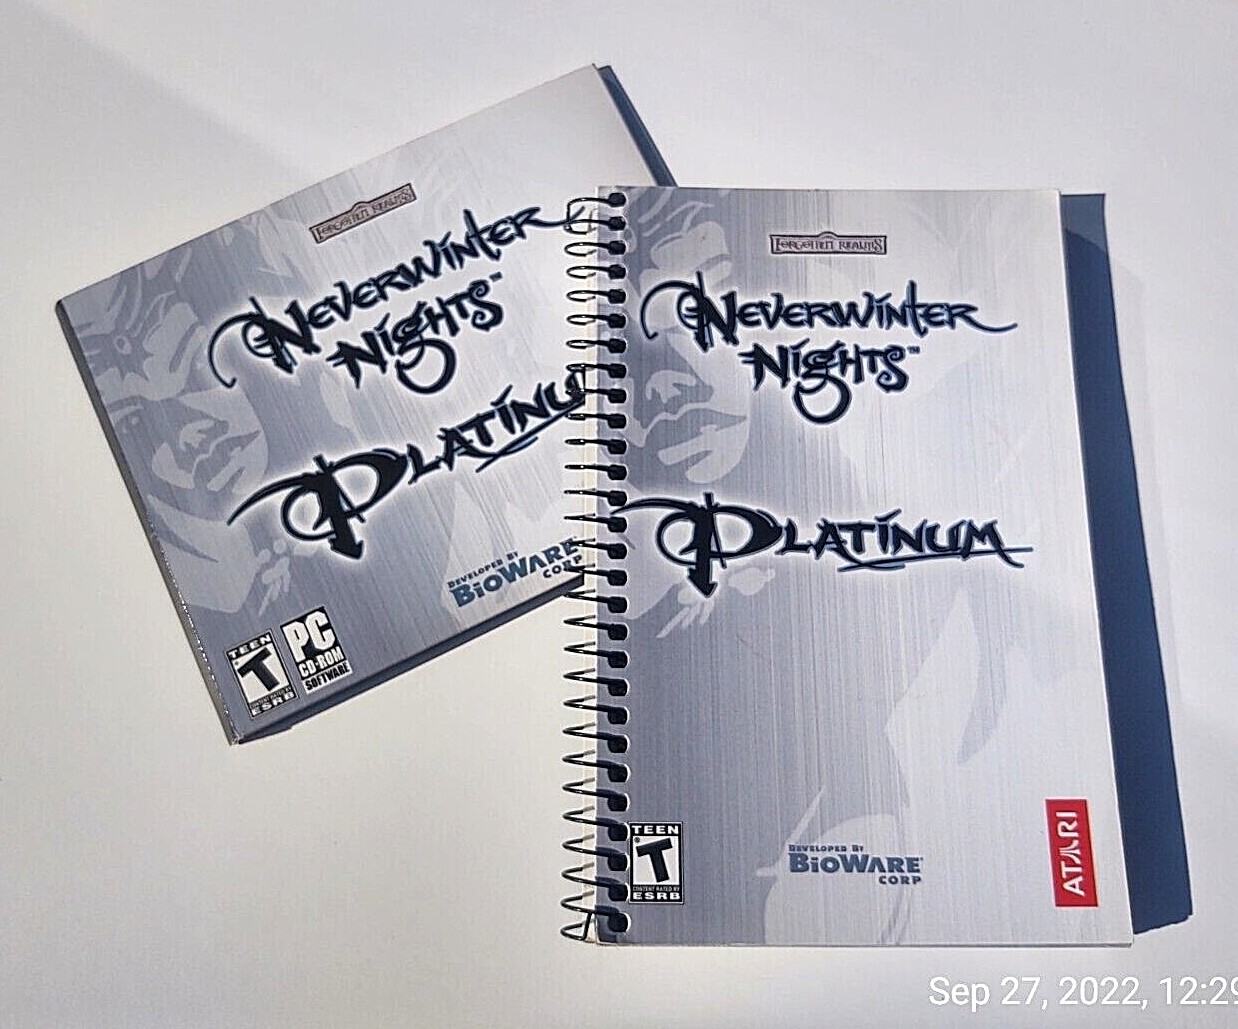 FORGOTTEN REALMS
NEVERWINTER
NIGHTS™
PLATINU
DEVELOPED BY
BIOWARE
CORP
TEEN
T
CONTENT RATED BY
ESRB
PC
CD-ROM
SOFTWARE
FORGOTTEN REALMS
NEVERWINTER
NIGHTS™
PLATINUM
TEEN
T
CONTENT RATED BY
ESRB
DEVELOPED BY
BIOWARE
CORP
ATARI
Sep 27, 2022, 12:29